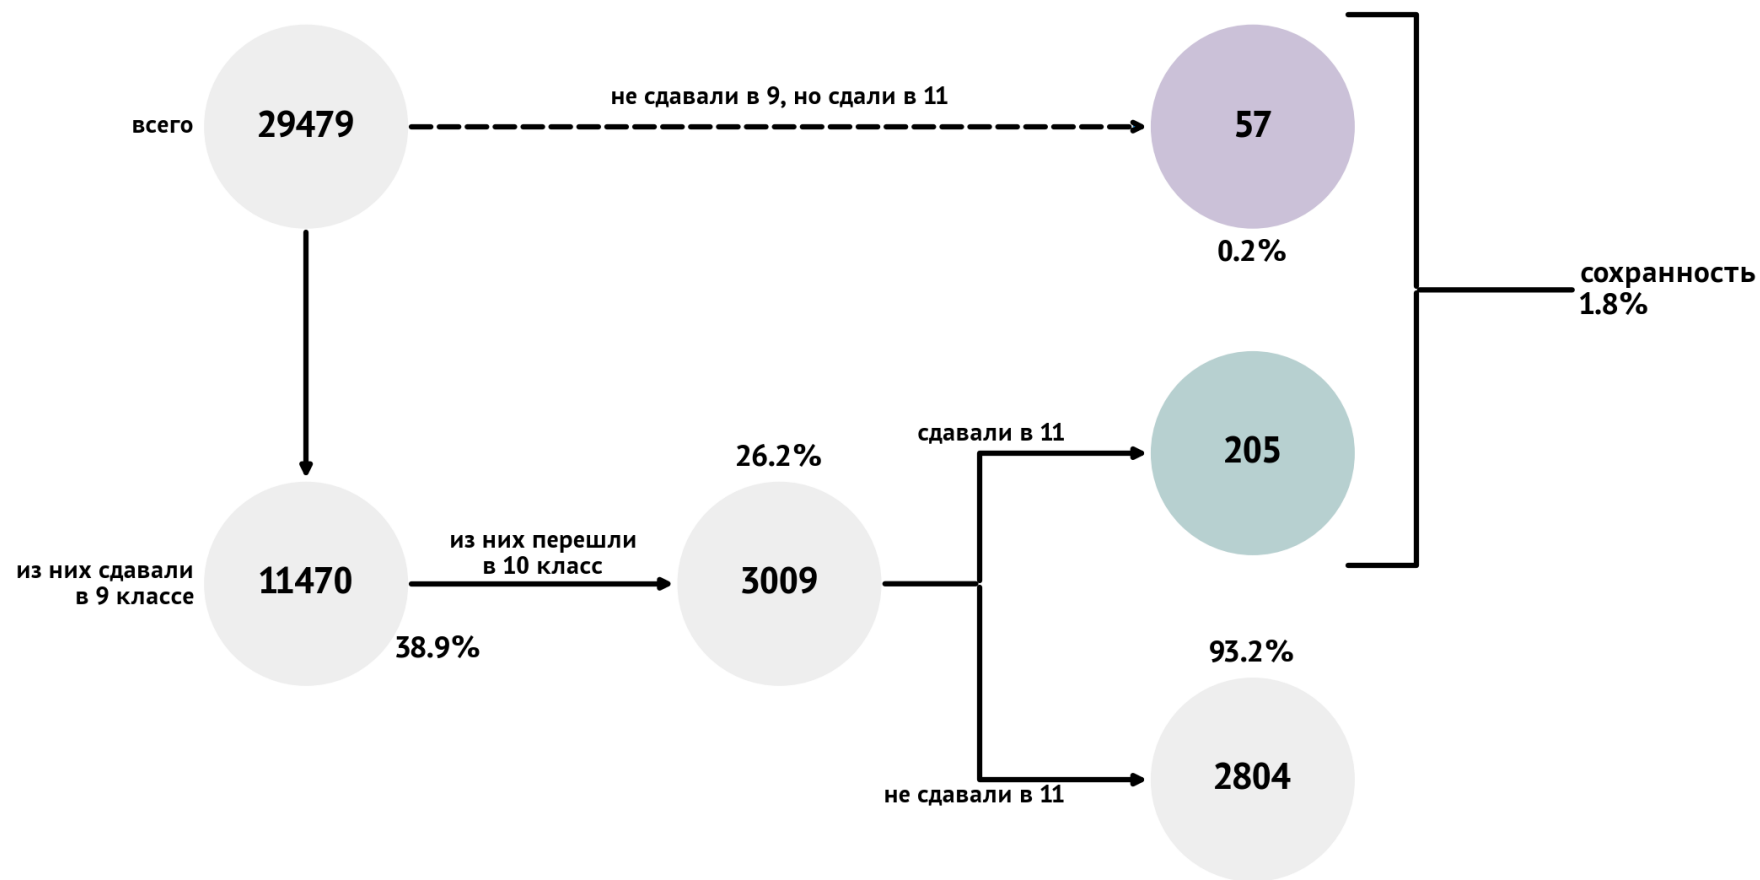 всего
29479
не сдавали в 9, но сдали в 11
57
0.2%
сохранность
1.8%
из них сдавали
в 9 классе
11470
38.9%
из них перешли
в 10 класс
26.2%
3009
сдавали в 11
205
не сдавали в 11
93.2%
2804